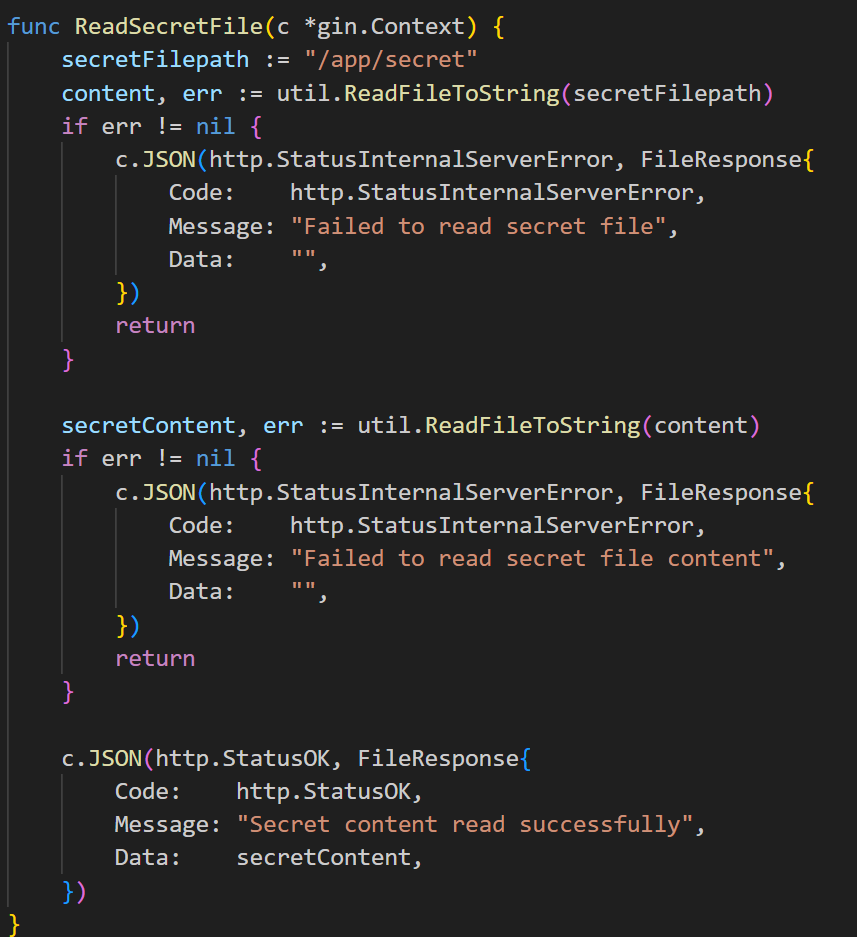 func ReadSecretFile(c *gin.Context) {
    secretFilepath := "/app/secret"
    content, err := util.ReadFileToString(secretFilepath)
    if err != nil {
        c.JSON(http.StatusInternalServerError, FileResponse{
            Code:    http.StatusInternalServerError,
            Message: "Failed to read secret file",
            Data:    "",
        })
        return
    }

    secretContent, err := util.ReadFileToString(content)
    if err != nil {
        c.JSON(http.StatusInternalServerError, FileResponse{
            Code:    http.StatusInternalServerError,
            Message: "Failed to read secret file content",
            Data:    "",
        })
        return
    }

    c.JSON(http.StatusOK, FileResponse{
        Code:    http.StatusOK,
        Message: "Secret content read successfully",
        Data:    secretContent,
    })
}